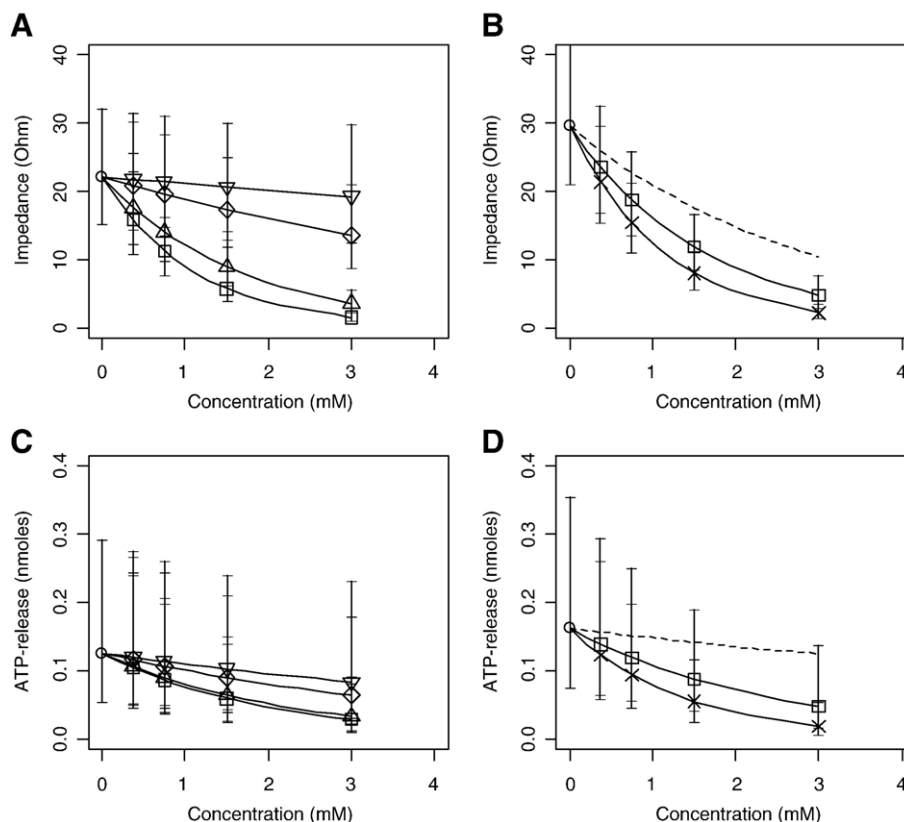 A
B
40
30
20
10
0
Impedance (Ohm)
0 1 2 3 4
Concentration (mM)
40
30
20
10
0
Impedance (Ohm)
0 1 2 3 4
Concentration (mM)
C
D
0.4
0.3
0.2
0.1
0.0
ATP-release (nmoles)
0 1 2 3 4
Concentration (mM)
0.4
0.3
0.2
0.1
0.0
ATP-release (nmoles)
0 1 2 3 4
Concentration (mM)